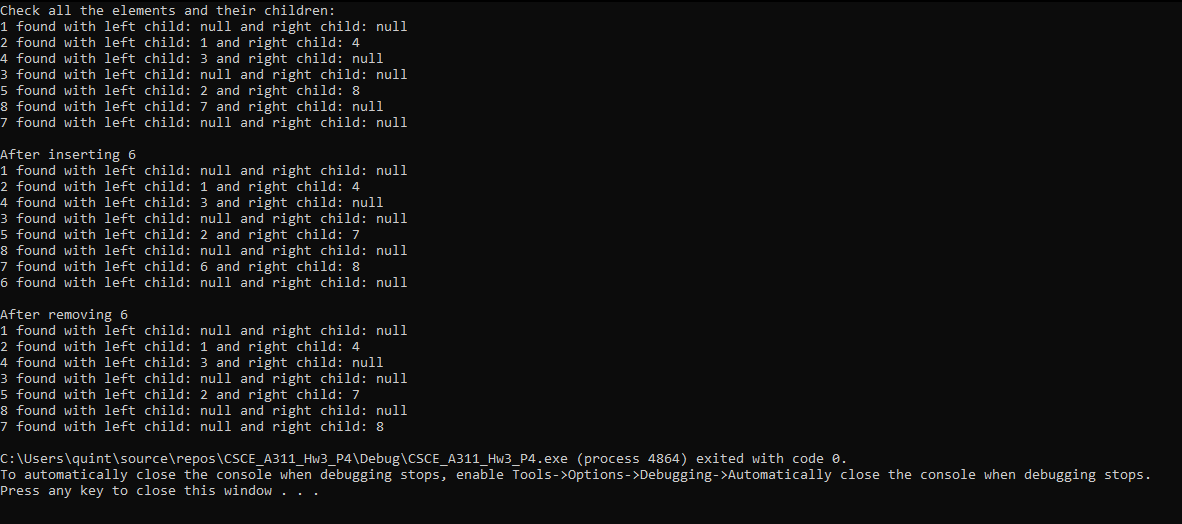 Check all the elements and their children:
1 found with left child: null and right child: null
2 found with left child: 1 and right child: 4
4 found with left child: 3 and right child: null
3 found with left child: null and right child: null
5 found with left child: 2 and right child: 8
8 found with left child: 7 and right child: null
7 found with left child: null and right child: null
After inserting 6
1 found with left child: null and right child: null
2 found with left child: 1 and right child: 4
4 found with left child: 3 and right child: null
3 found with left child: null and right child: null
5 found with left child: 2 and right child: 7
8 found with left child: null and right child: null
7 found with left child: 6 and right child: 8
6 found with left child: null and right child: null
After removing 6
1 found with left child: null and right child: null
2 found with left child: 1 and right child: 4
4 found with left child: 3 and right child: null
3 found with left child: null and right child: null
5 found with left child: 2 and right child: 7
8 found with left child: null and right child: null
7 found with left child: null and right child: 8
C:\Users\quint\source\repos\CSCE_A311_Hw3_P4\Debug\CSCE_A311_Hw3_P4.exe (process 4864) exited with code 0.
To automatically close the console when debugging stops, enable Tools->Options->Debugging->Automatically close the console when debugging stops.
Press any key to close this window . . .